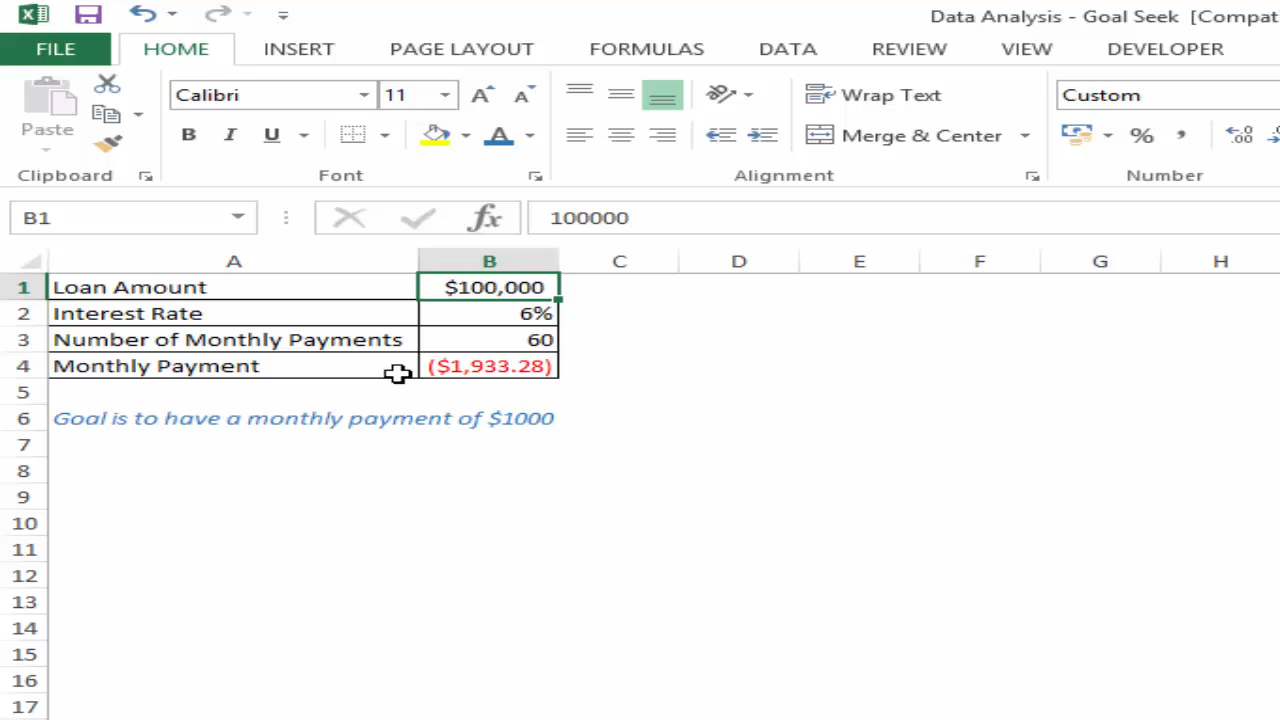 Data Analysis - Goal Seek [Compat
FILE HOME INSERT PAGE LAYOUT FORMULAS DATA REVIEW VIEW DEVELOPER
Calibri 11 A A Wrap Text Custom
Paste B I U A Merge & Center % , .00
Clipboard Font Alignment Number
B1 fx 100000
A B C D E F G H
1 Loan Amount $100,000
2 Interest Rate 6%
3 Number of Monthly Payments 60
4 Monthly Payment ($1,933.28)
5
6 Goal is to have a monthly payment of $1000
7
8
9
10
11
12
13
14
15
16
17